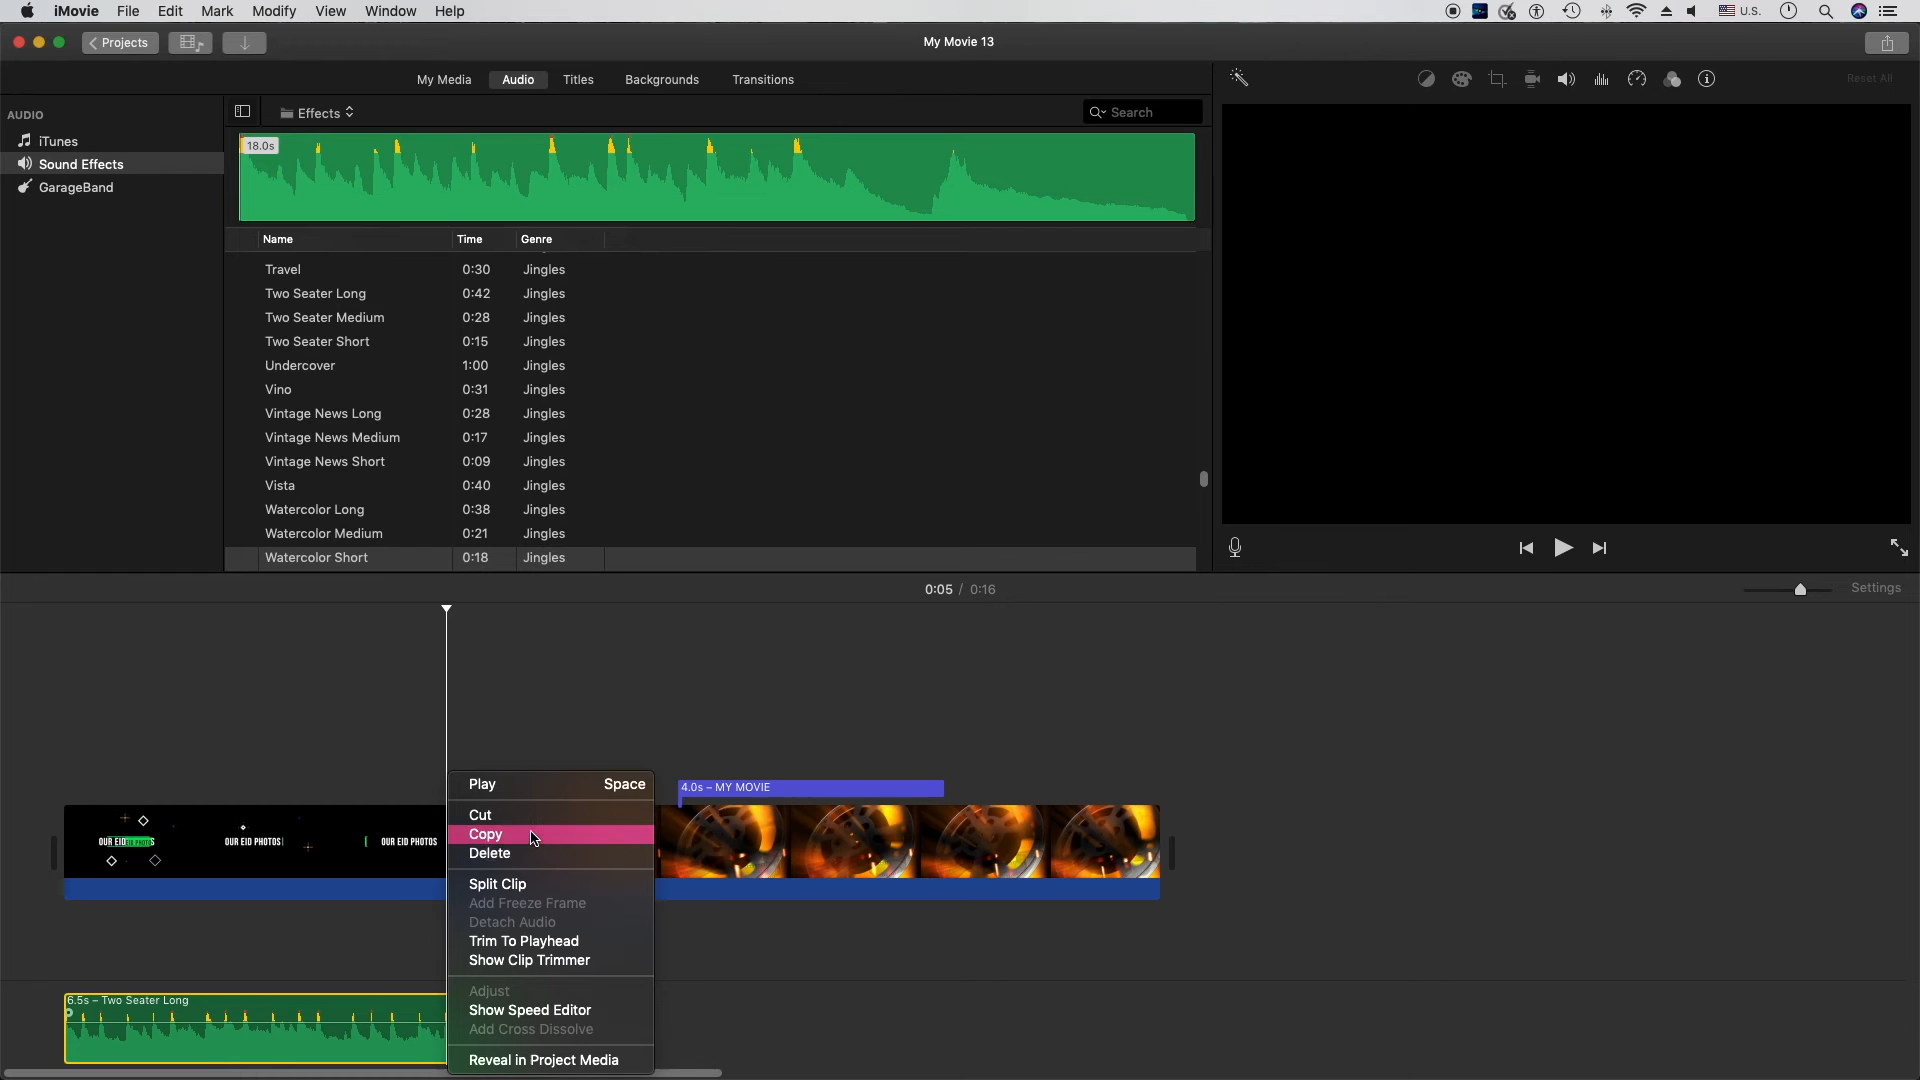 iMovie File Edit Mark Modify View Window Help U.S.
Projects My Movie 13
My Media Audio Titles Backgrounds Transitions Reset All
AUDIO
iTunes
Sound Effects
GarageBand
Effects Search
18.0s
Name Time Genre
Travel 0:30 Jingles
Two Seater Long 0:42 Jingles
Two Seater Medium 0:28 Jingles
Two Seater Short 0:15 Jingles
Undercover 1:00 Jingles
Vino 0:31 Jingles
Vintage News Long 0:28 Jingles
Vintage News Medium 0:17 Jingles
Vintage News Short 0:09 Jingles
Vista 0:40 Jingles
Watercolor Long 0:38 Jingles
Watercolor Medium 0:21 Jingles
Watercolor Short 0:18 Jingles
0:05 / 0:16 Settings
4.0s – MY MOVIE
OUR EID PHOTOS OUR EID PHOTOS
Play Space
Cut
Copy
Delete
Split Clip
Add Freeze Frame
Detach Audio
Trim To Playhead
Show Clip Trimmer
Adjust
Show Speed Editor
Add Cross Dissolve
Reveal in Project Media
6.5s – Two Seater Long